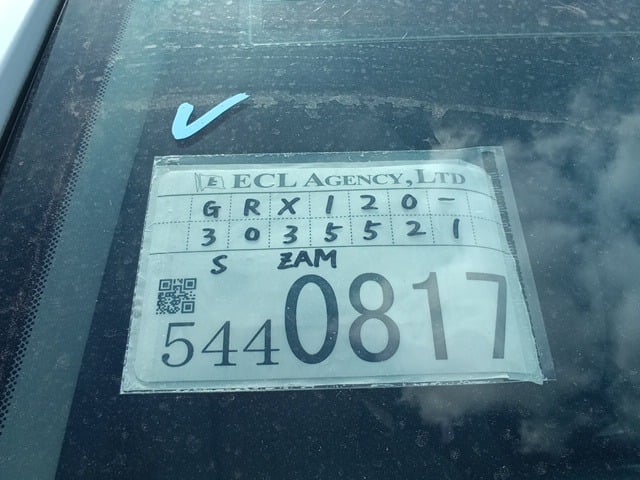 E ECL AGENCY, LTD
GRX120-
3035521
S ZAM
5440817